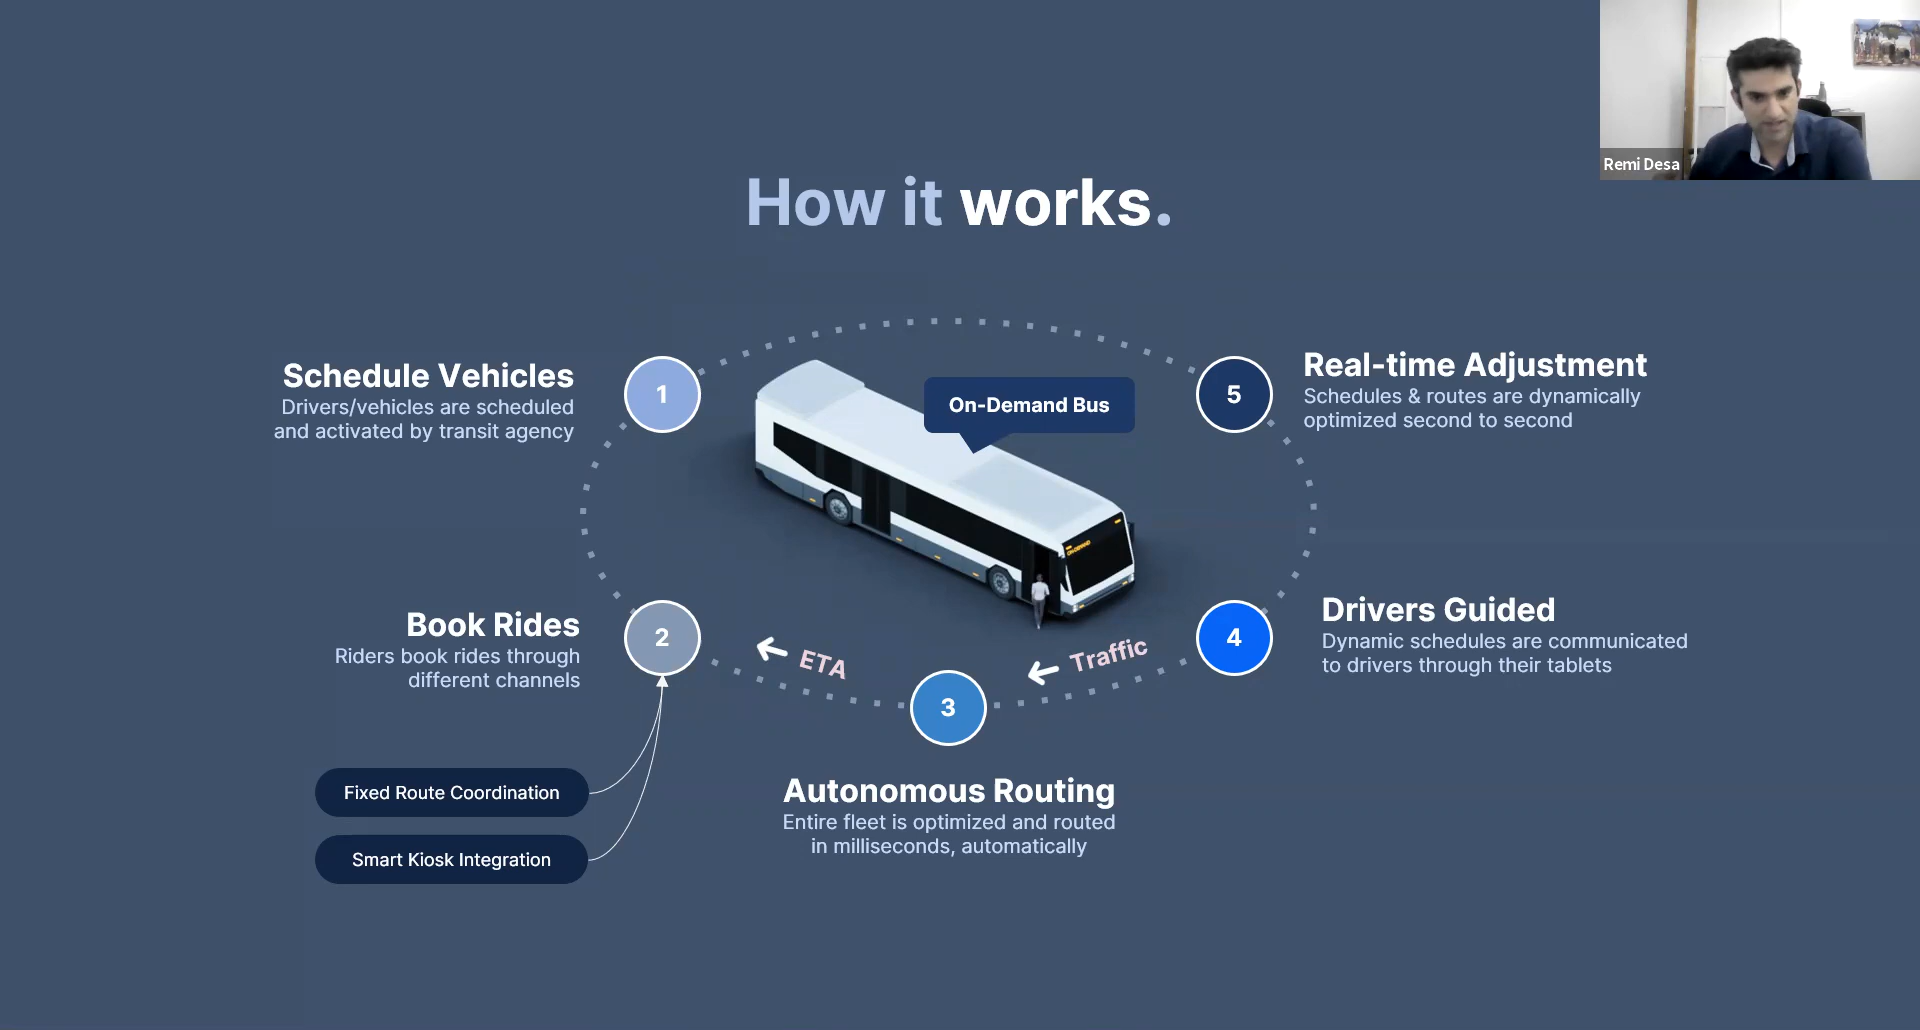 Remi Desa
How it works.
1
Schedule Vehicles
Drivers/vehicles are scheduled
and activated by transit agency
On-Demand Bus
5
Real-time Adjustment
Schedules & routes are dynamically
optimized second to second
ON-DEMAND
2
Book Rides
Riders book rides through
different channels
ETA
Traffic
4
Drivers Guided
Dynamic schedules are communicated
to drivers through their tablets
3
Autonomous Routing
Entire fleet is optimized and routed
in milliseconds, automatically
Fixed Route Coordination
Smart Kiosk Integration